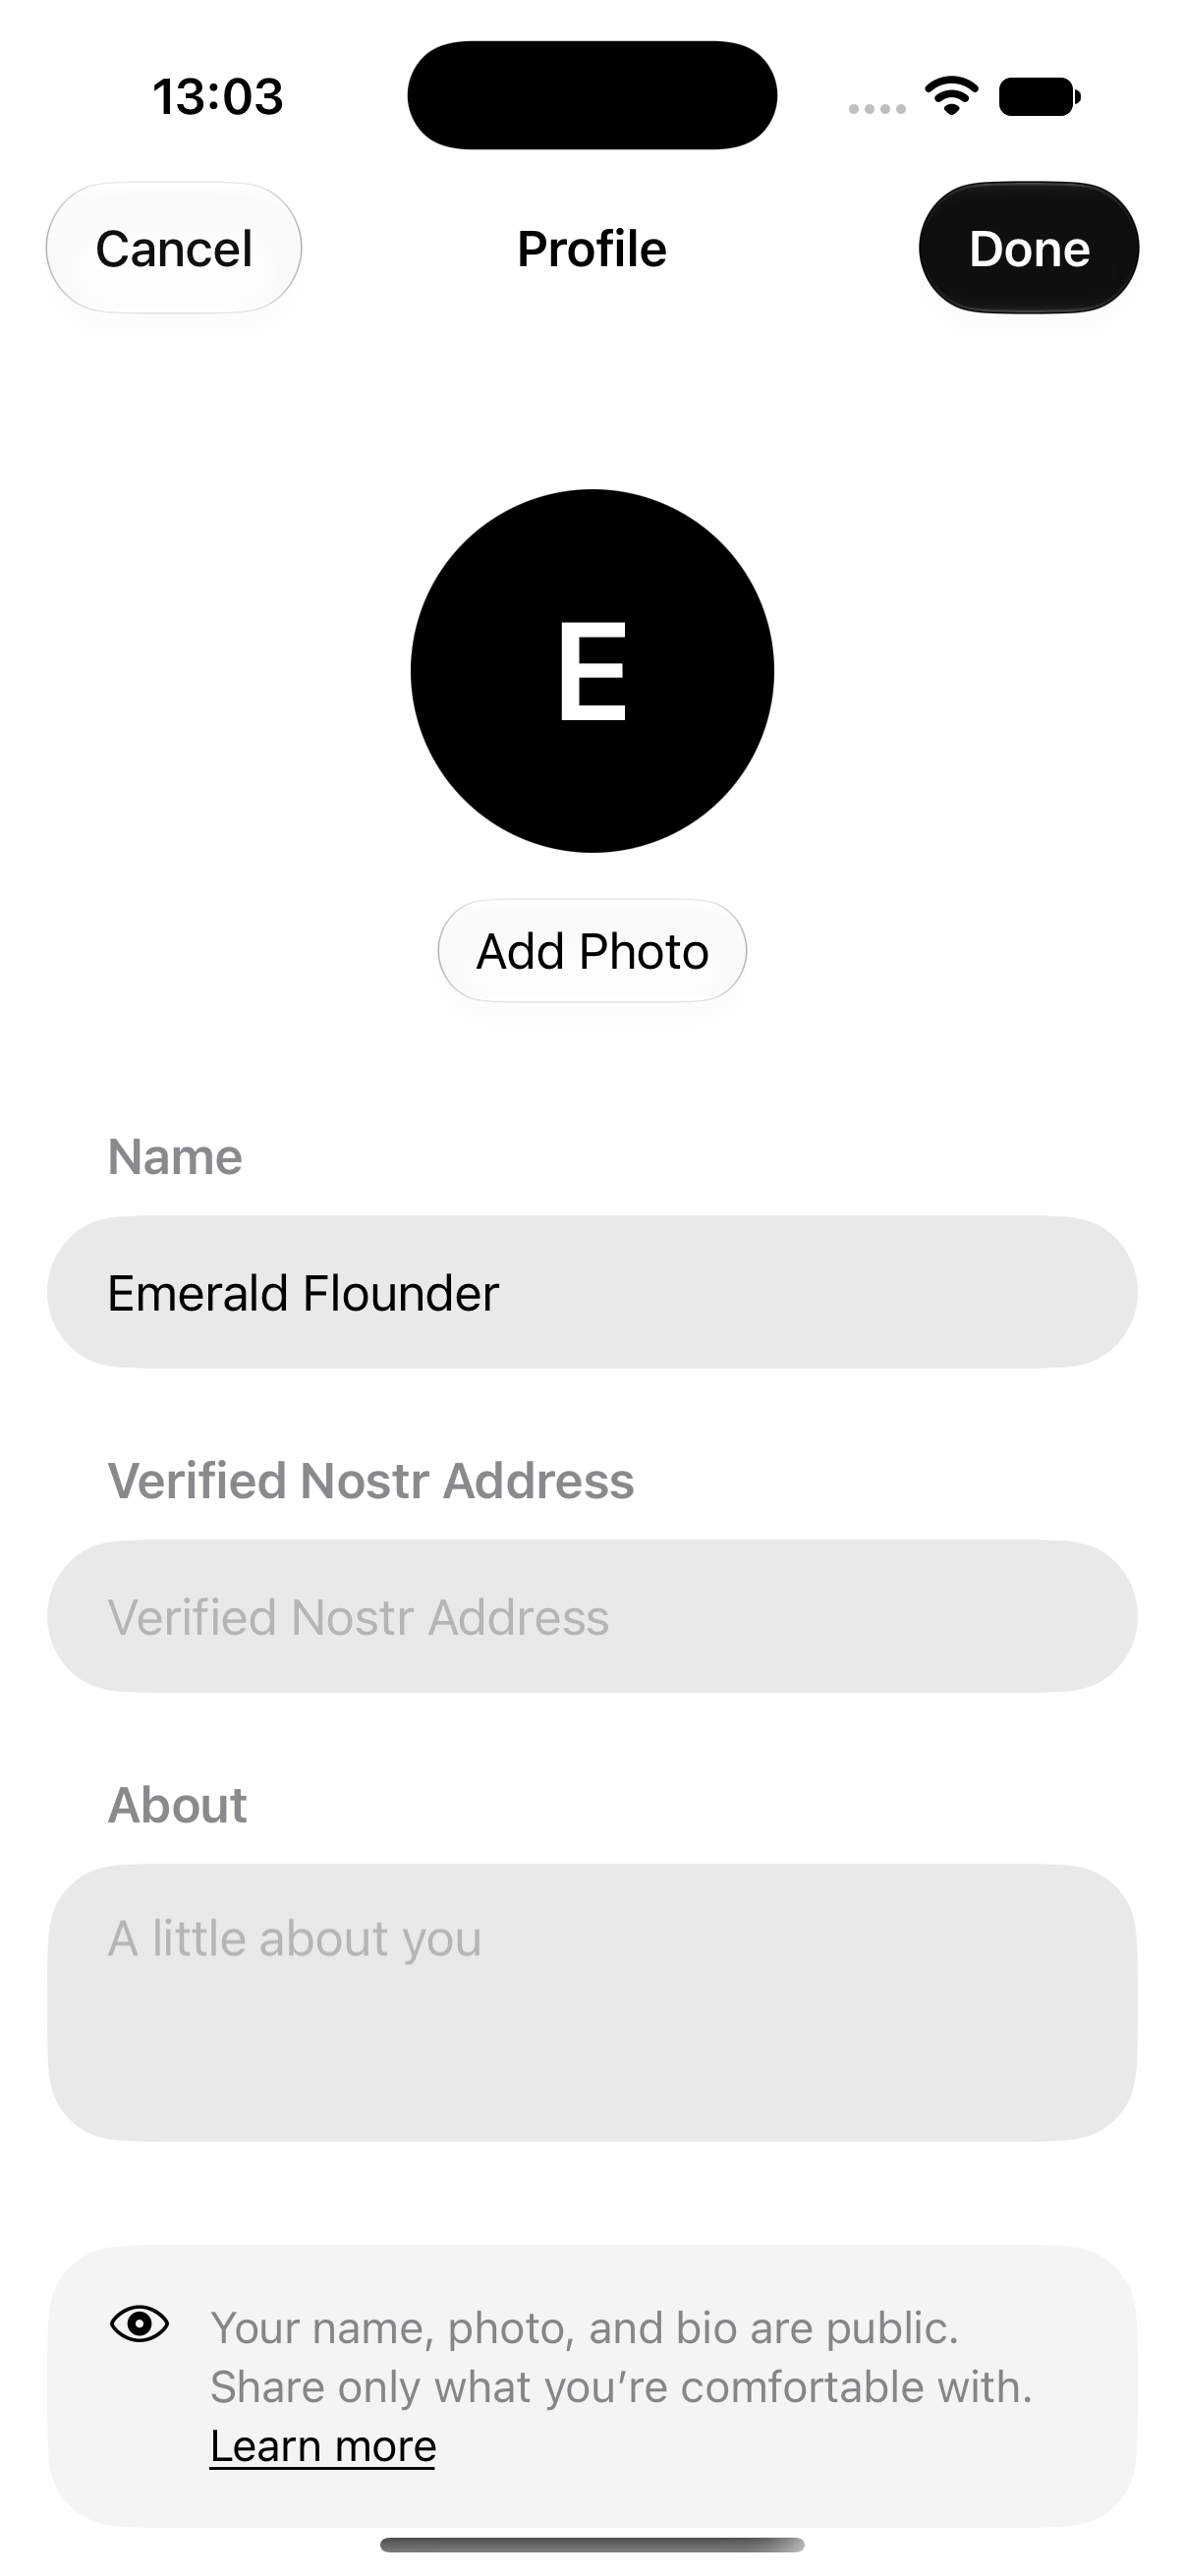 13:03
Cancel
Profile
Done
E
Add Photo
Name
Emerald Flounder
Verified Nostr Address
Verified Nostr Address
About
A little about you
Your name, photo, and bio are public.
Share only what you’re comfortable with.
Learn more